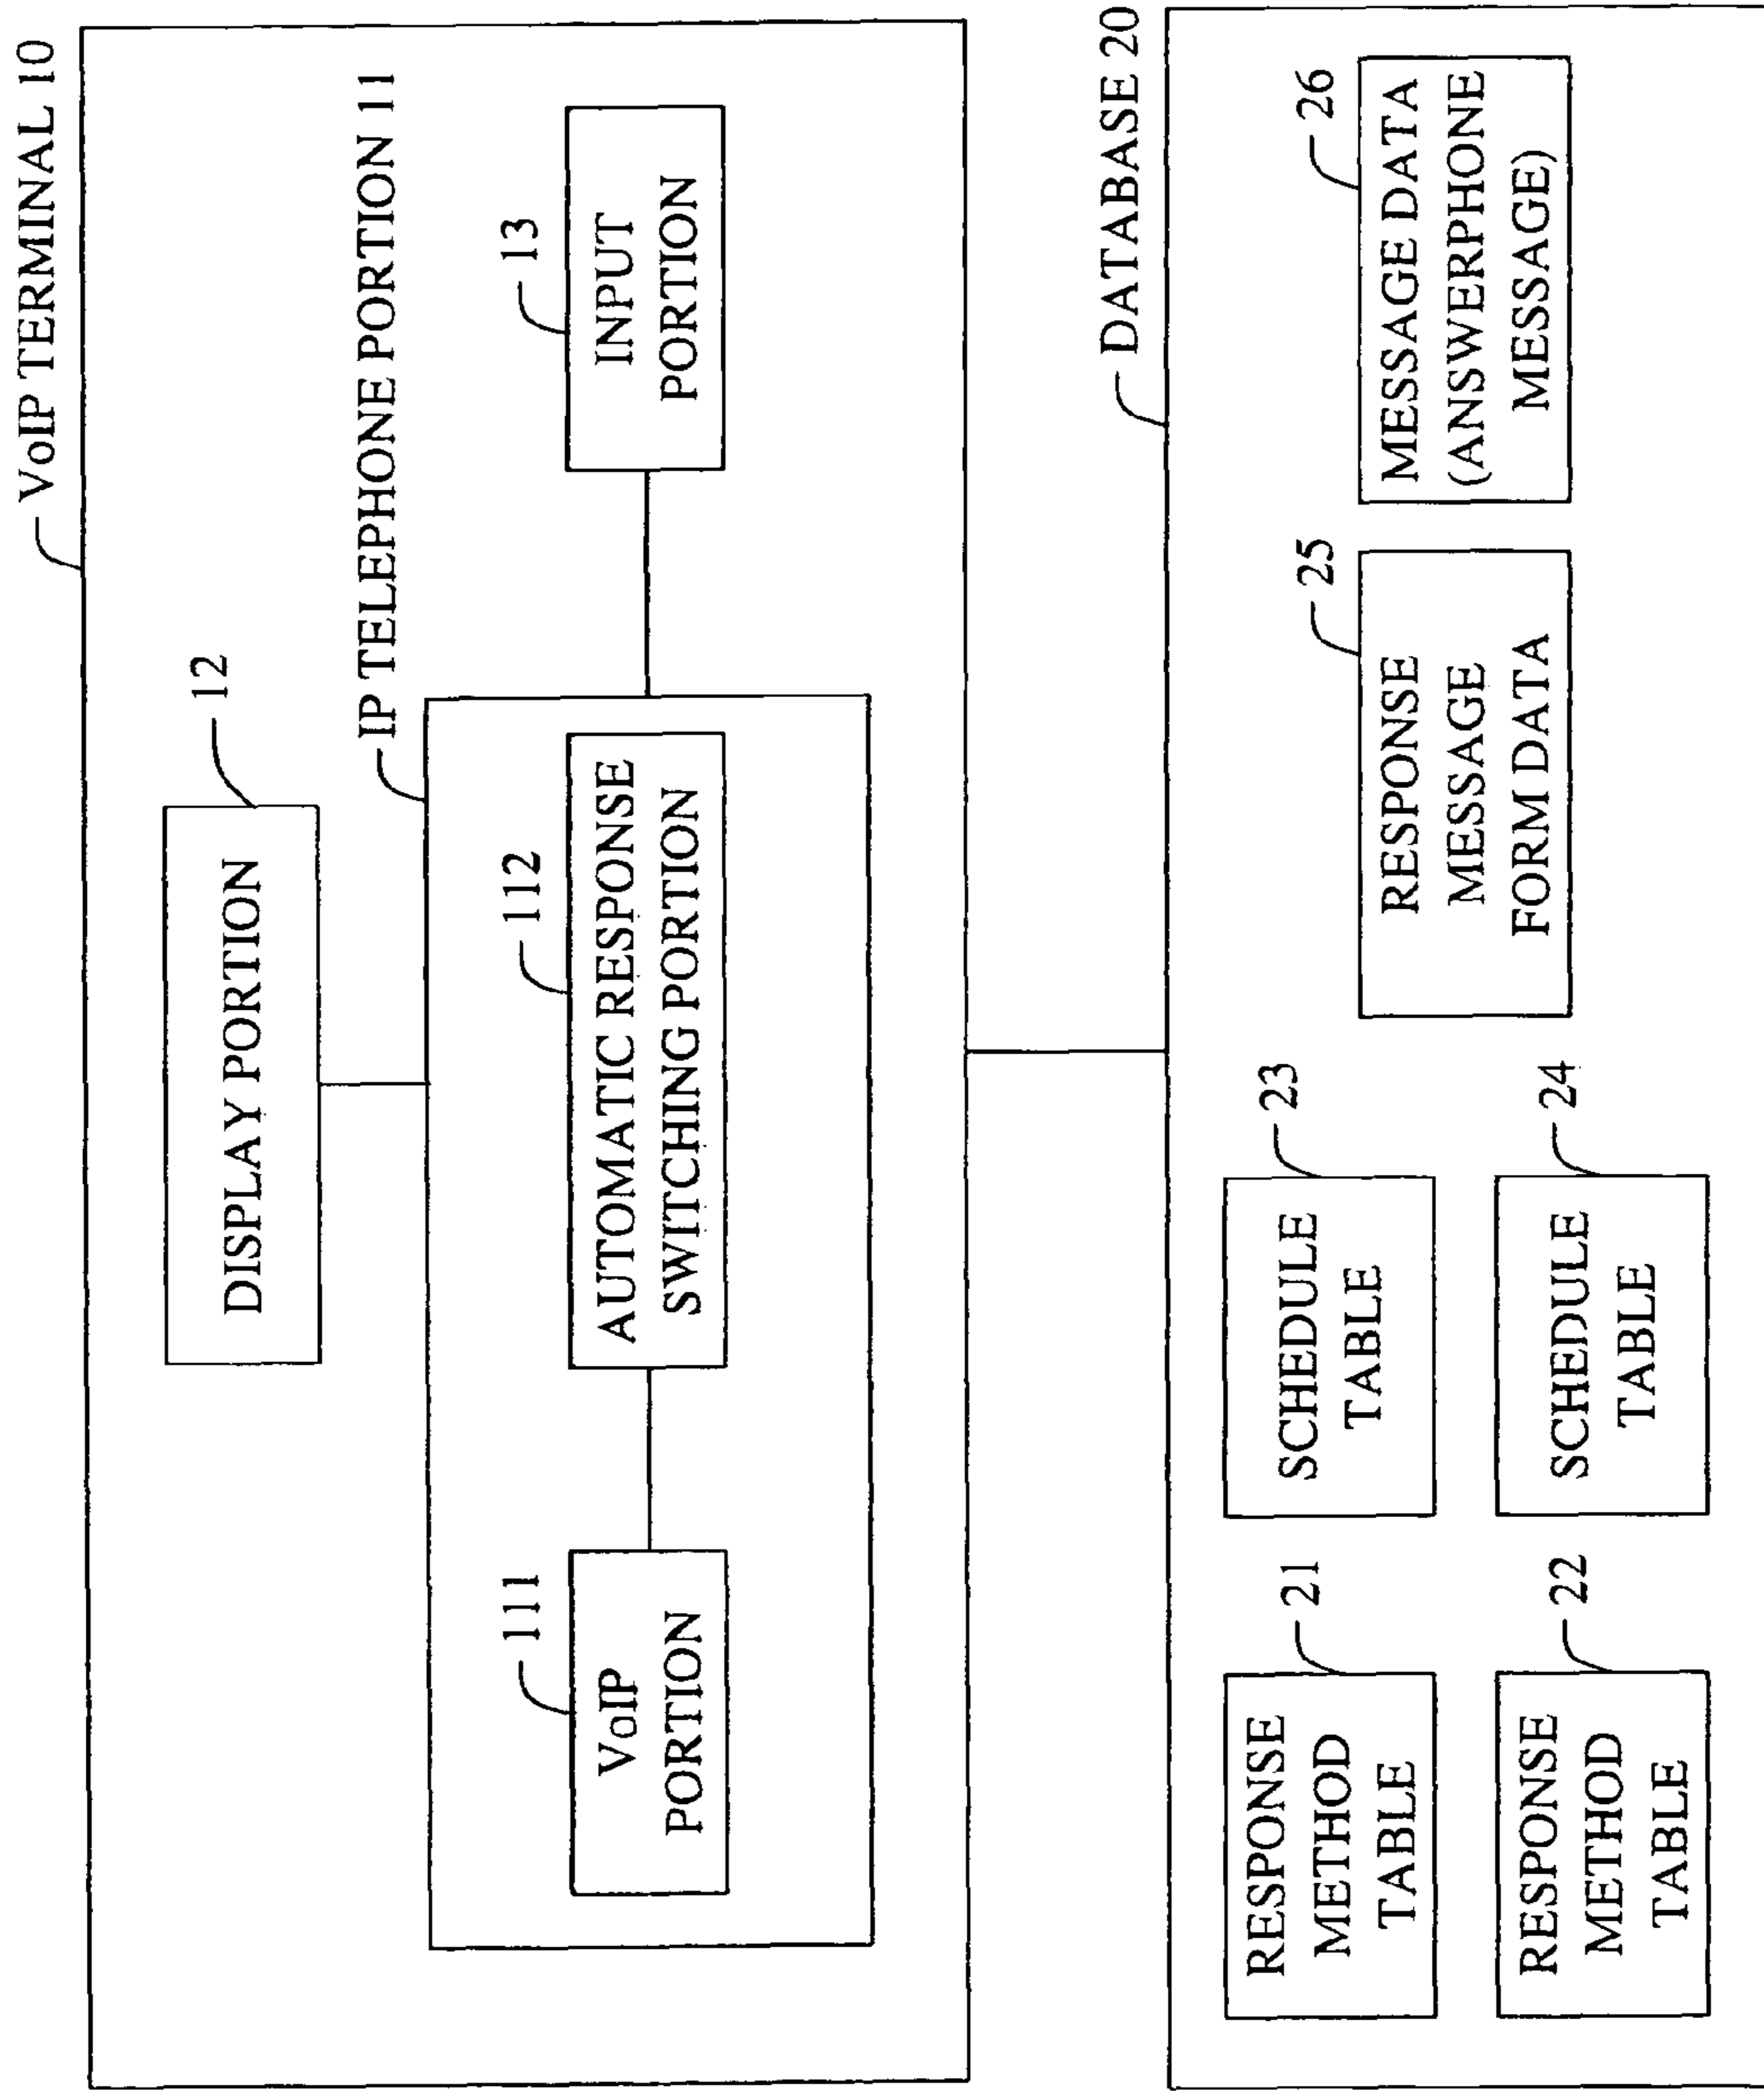 VoIP TERMINAL 10
DISPLAY PORTION
12
IP TELEPHONE PORTION 11
111
VoIP
PORTION
112
AUTOMATIC RESPONSE
SWITCHING PORTION
13
INPUT
PORTION
DATABASE 20
21
RESPONSE
METHOD
TABLE
23
SCHEDULE
TABLE
22
RESPONSE
METHOD
TABLE
24
SCHEDULE
TABLE
25
RESPONSE
MESSAGE
FORM DATA
26
MESSAGE DATA
(ANSWERPHONE
MESSAGE)